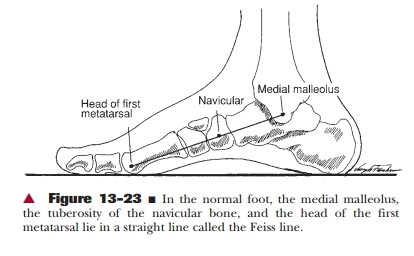 Medial malleolus
Navicular
Head of first
metatarsal
▲ Figure 13-23 ■ In the normal foot, the medial malleolus,
the tuberosity of the navicular bone, and the head of the first
metatarsal lie in a straight line called the Feiss line.